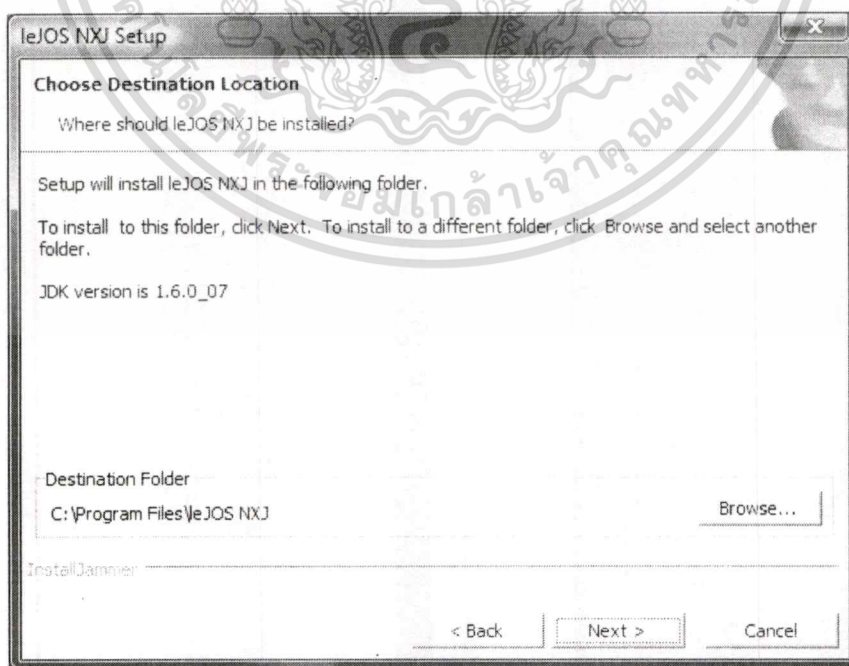 leJOS NXJ Setup
Choose Destination Location
Where should leJOS NXJ be installed?
Setup will install leJOS NXJ in the following folder.
To install to this folder, click Next. To install to a different folder, click Browse and select another
folder.
JDK version is 1.6.0_07
Destination Folder
C:\Program Files\leJOS NXJ
Browse...
InstallJammer
< Back
Next >
Cancel